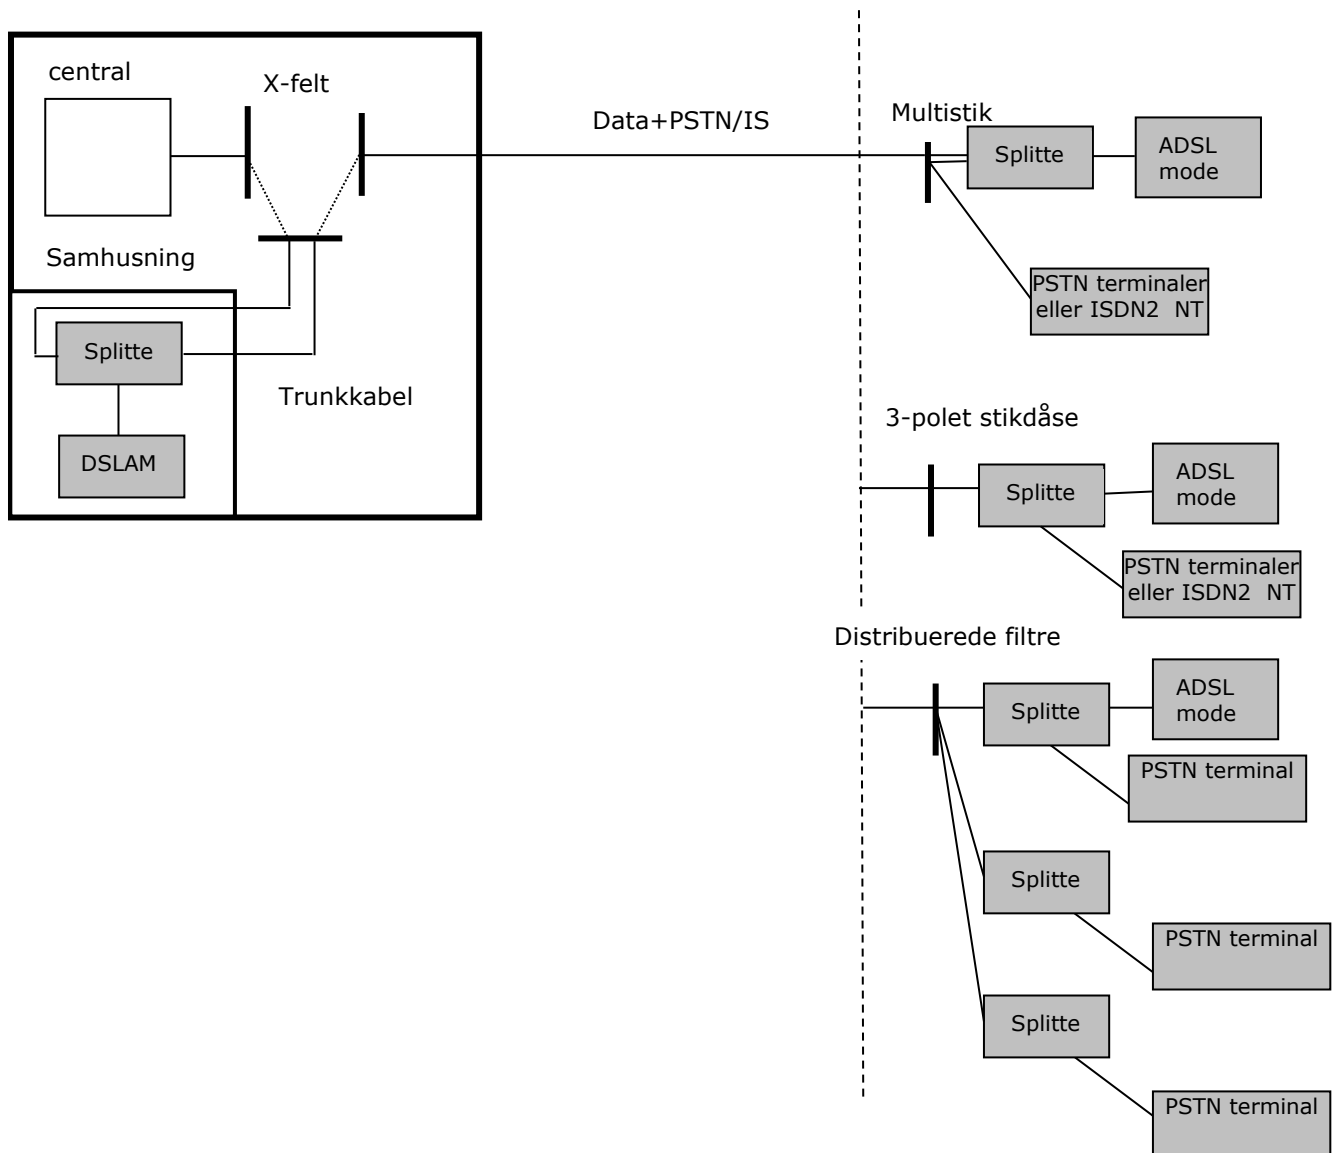 central
X-felt
Data+PSTN/IS
Multistik
Splitte
ADSL
mode
Samhusning
PSTN terminaler
eller ISDN2 NT
Splitte
Trunkkabel
DSLAM
3-polet stikdåse
Splitte
ADSL
mode
PSTN terminaler
eller ISDN2 NT
Distribuerede filtre
Splitte
ADSL
mode
PSTN terminal
Splitte
PSTN terminal
Splitte
PSTN terminal